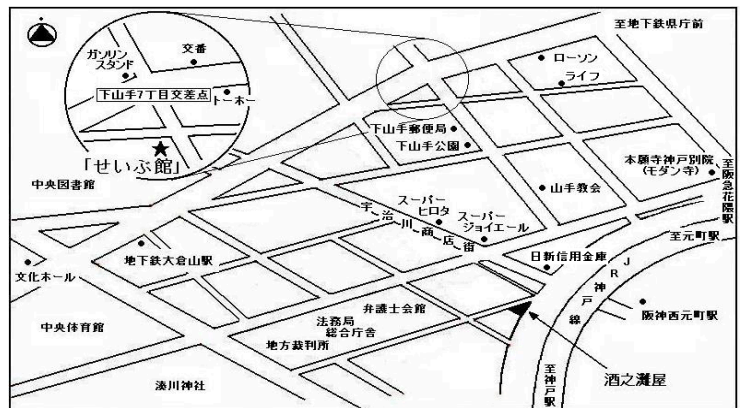 至地下鉄県庁前
交番
ガソリン
スタンド
下山手7丁目交差点
トーホー
「せいぶ館」
ローソン
ライフ
下山手郵便局
下山手公園
本願寺神戸別院
(モダン寺)
至阪急花隈駅
中央図書館
山手教会
スーパー
ヒロタ
スーパー
ジョイエール
宇治川商店街
至元町駅
地下鉄大倉山駅
日新信用金庫
文化ホール
JR神戸線
弁護士会館
阪神西元町駅
中央体育館
法務局
総合庁舎
地方裁判所
湊川神社
酒之灘屋
至神戸駅